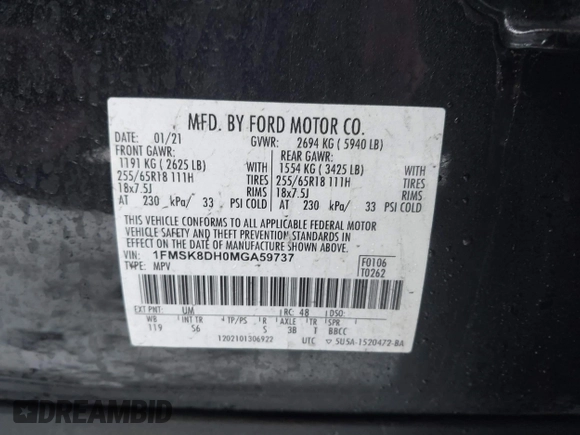 MFD. BY FORD MOTOR CO.
DATE: 01/21 GVWR: 2694 KG ( 5940 LB)
FRONT GAWR: REAR GAWR:
1191 KG ( 2625 LB) WITH 1554 KG ( 3425 LB) WITH
255/65R18 111H TIRES 255/65R18 111H TIRES
18x7.5J RIMS 18x7.5J RIMS
AT 230 kPa/ 33 PSI COLD AT 230 kPa/ 33 PSI COLD
THIS VEHICLE CONFORMS TO ALL APPLICABLE FEDERAL MOTOR
VEHICLE SAFETY AND THEFT PREVENTION STANDARDS IN
EFFECT ON THE DATE OF MANUFACTURE SHOWN ABOVE.
VIN: 1FMSK8DH0MGA59737 F0106
TYPE: MPV T0262
EXT PNT: UM RC: 48 DSO:
WB INT TR TP/PS R AXLE TR SPR
119 S6 S 3B T BBCC
1202101306922 UTC ▽ 5U5A-1520472-BA
DREAMBID